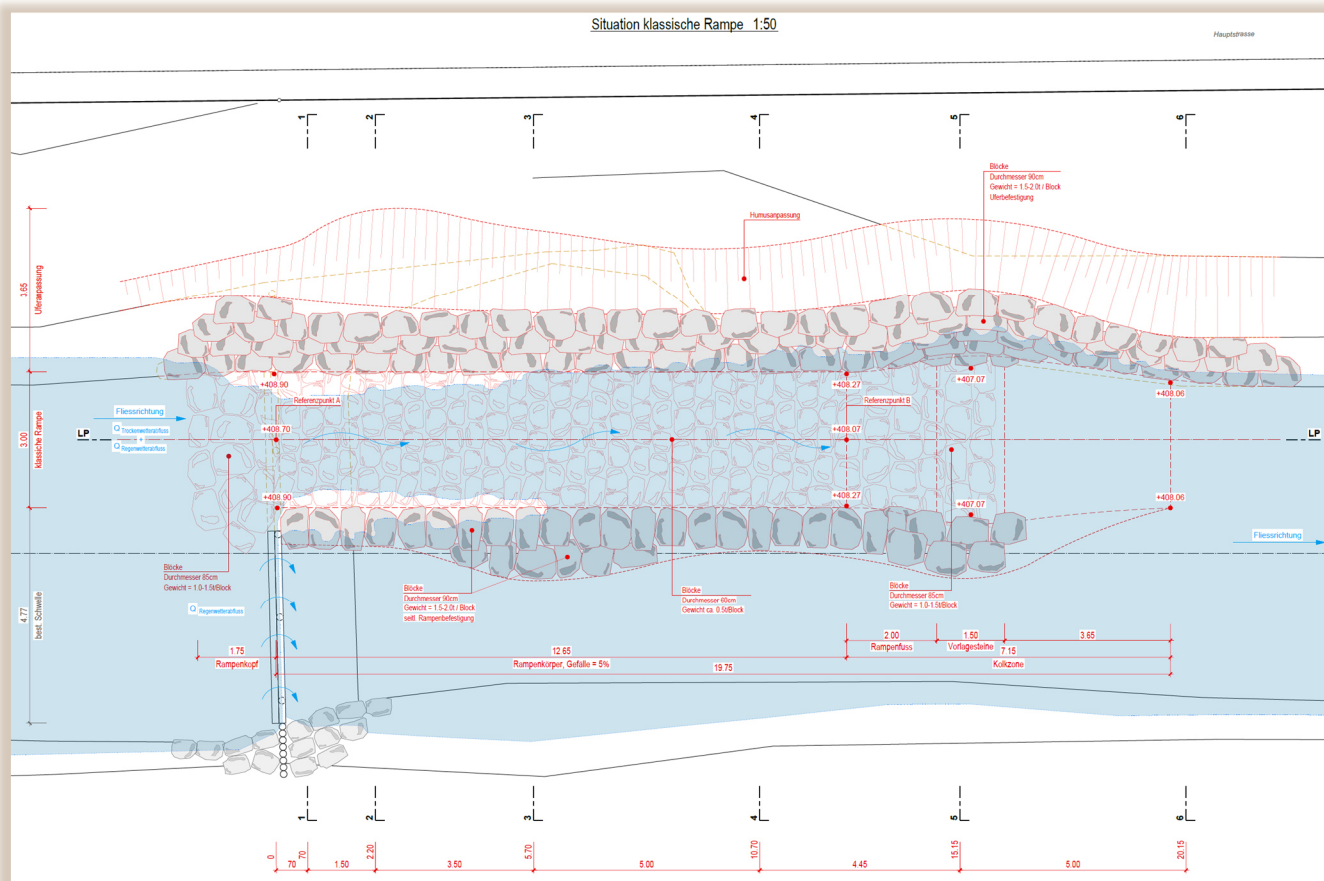 Situation klassische Rampe 1:50
Hauptstrasse
1
2
3
4
5
6
Blöcke
Durchmesser 90cm
Gewicht = 1.5-2.0t / Block
Uferbefestigung
Humusanpassung
1.65
Uferanpassung
+408.90
+408.27
+407.07
+408.06
Referenzpunkt A
Referenzpunkt B
Fliessrichtung
Q Trockenwetterabfluss
Q Regenwetterabfluss
+408.70
+408.07
LP
LP
3.00
klassiche Rampe
+408.90
+408.27
+407.07
+408.06
Fliessrichtung
Blöcke
Durchmesser 85cm
Gewicht = 1.0-1.5t/Block
Blöcke
Durchmesser 90cm
Gewicht = 1.5-2.0t / Block
seitl. Rampenbefestigung
Blöcke
Durchmesser 60cm
Gewicht ca. 0.5t/Block
Blöcke
Durchmesser 85cm
Gewicht = 1.0-1.5t/Block
Q Regenwetterabfluss
4.77
best. Schwelle
2.00
1.50
3.65
Rampenfuss
Vorlagesteine
1.75
12.65
7.15
Rampenkopf
Rampenkörper, Gefälle = 5%
Kolkzone
19.75
1
2
3
4
5
6
0
70
2.20
5.70
10.70
15.15
20.15
70
1.50
3.50
5.00
4.45
5.00